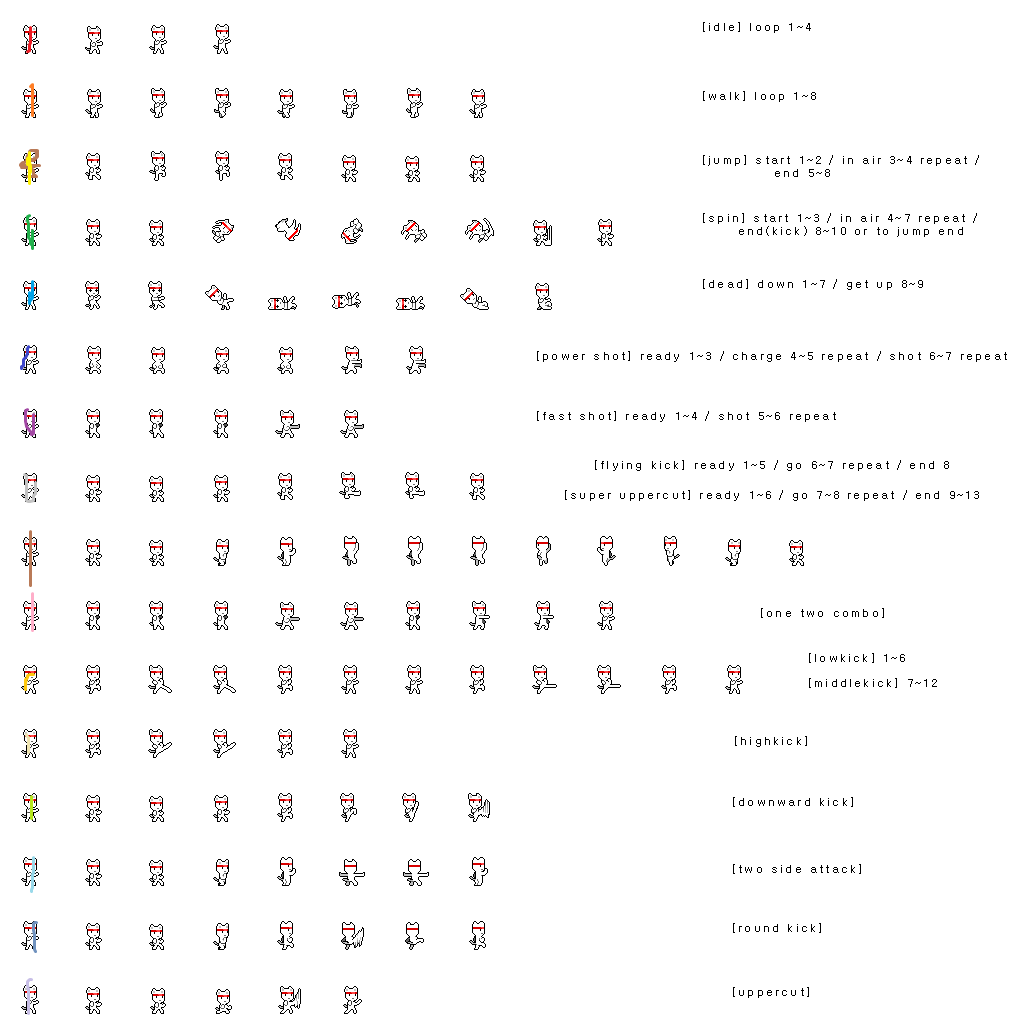 [idle] loop 1~4
[walk] loop 1~8
[jump] start 1~2 / in air 3~4 repeat /
end 5~8
[spin] start 1~3 / in air 4~7 repeat /
end(kick) 8~10 or to jump end
[dead] down 1~7 / get up 8~9
[power shot] ready 1~3 / charge 4~5 repeat / shot 6~7 repeat
[fast shot] ready 1~4 / shot 5~6 repeat
[flying kick] ready 1~5 / go 6~7 repeat / end 8
[super uppercut] ready 1~6 / go 7~8 repeat / end 9~13
[one two combo]
[lowkick] 1~6
[middlekick] 7~12
[highkick]
[downward kick]
[two side attack]
[round kick]
[uppercut]